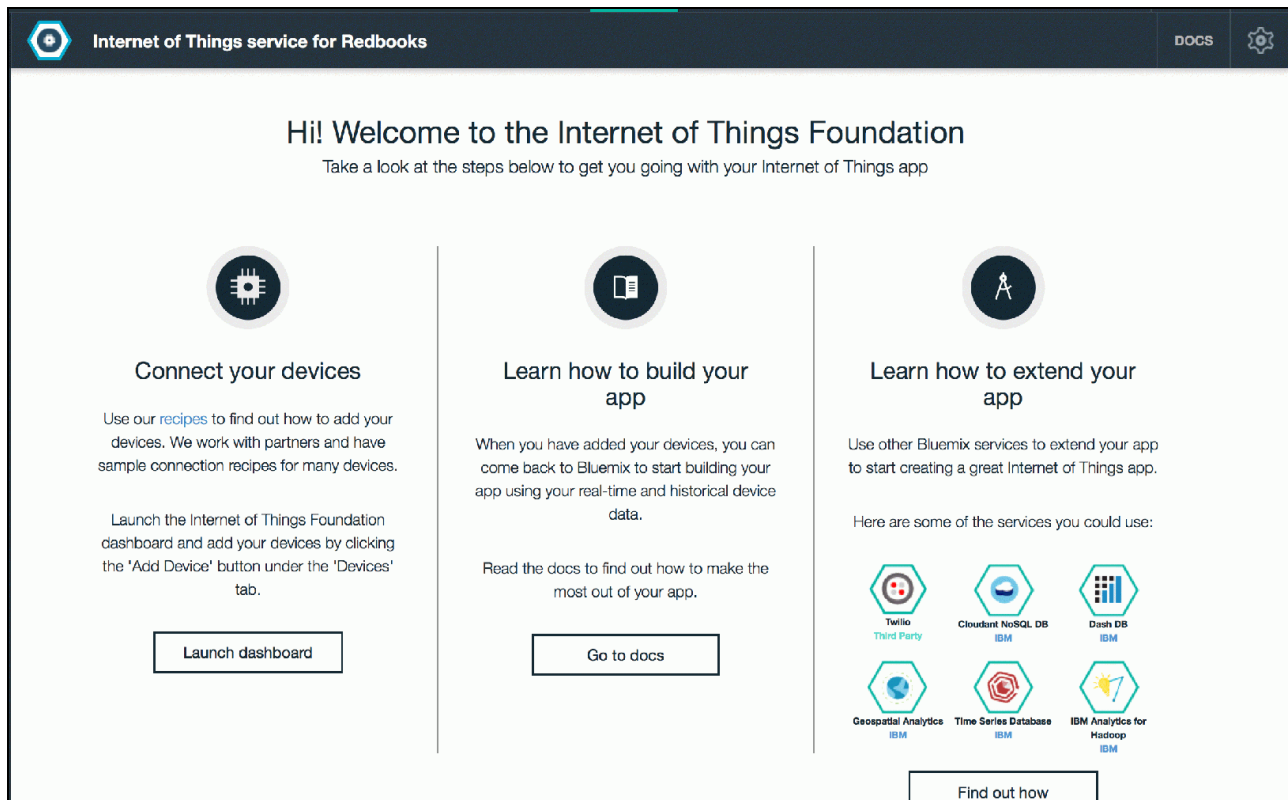 Internet of Things service for Redbooks
DOCS
Hi! Welcome to the Internet of Things Foundation
Take a look at the steps below to get you going with your Internet of Things app
Connect your devices
Use our recipes to find out how to add your
devices. We work with partners and have
sample connection recipes for many devices.
Launch the Internet of Things Foundation
dashboard and add your devices by clicking
the 'Add Device' button under the 'Devices'
tab.
Launch dashboard
Learn how to build your
app
When you have added your devices, you can
come back to Bluemix to start building your
app using your real-time and historical device
data.
Read the docs to find out how to make the
most out of your app.
Go to docs
Learn how to extend your
app
Use other Bluemix services to extend your app
to start creating a great Internet of Things app.
Here are some of the services you could use:
Twilio
Third Party
Cloudant NoSQL DB
IBM
Dash DB
IBM
Geospatial Analytics
IBM
Time Series Database
IBM
IBM Analytics for
Hadoop
IBM
Find out how